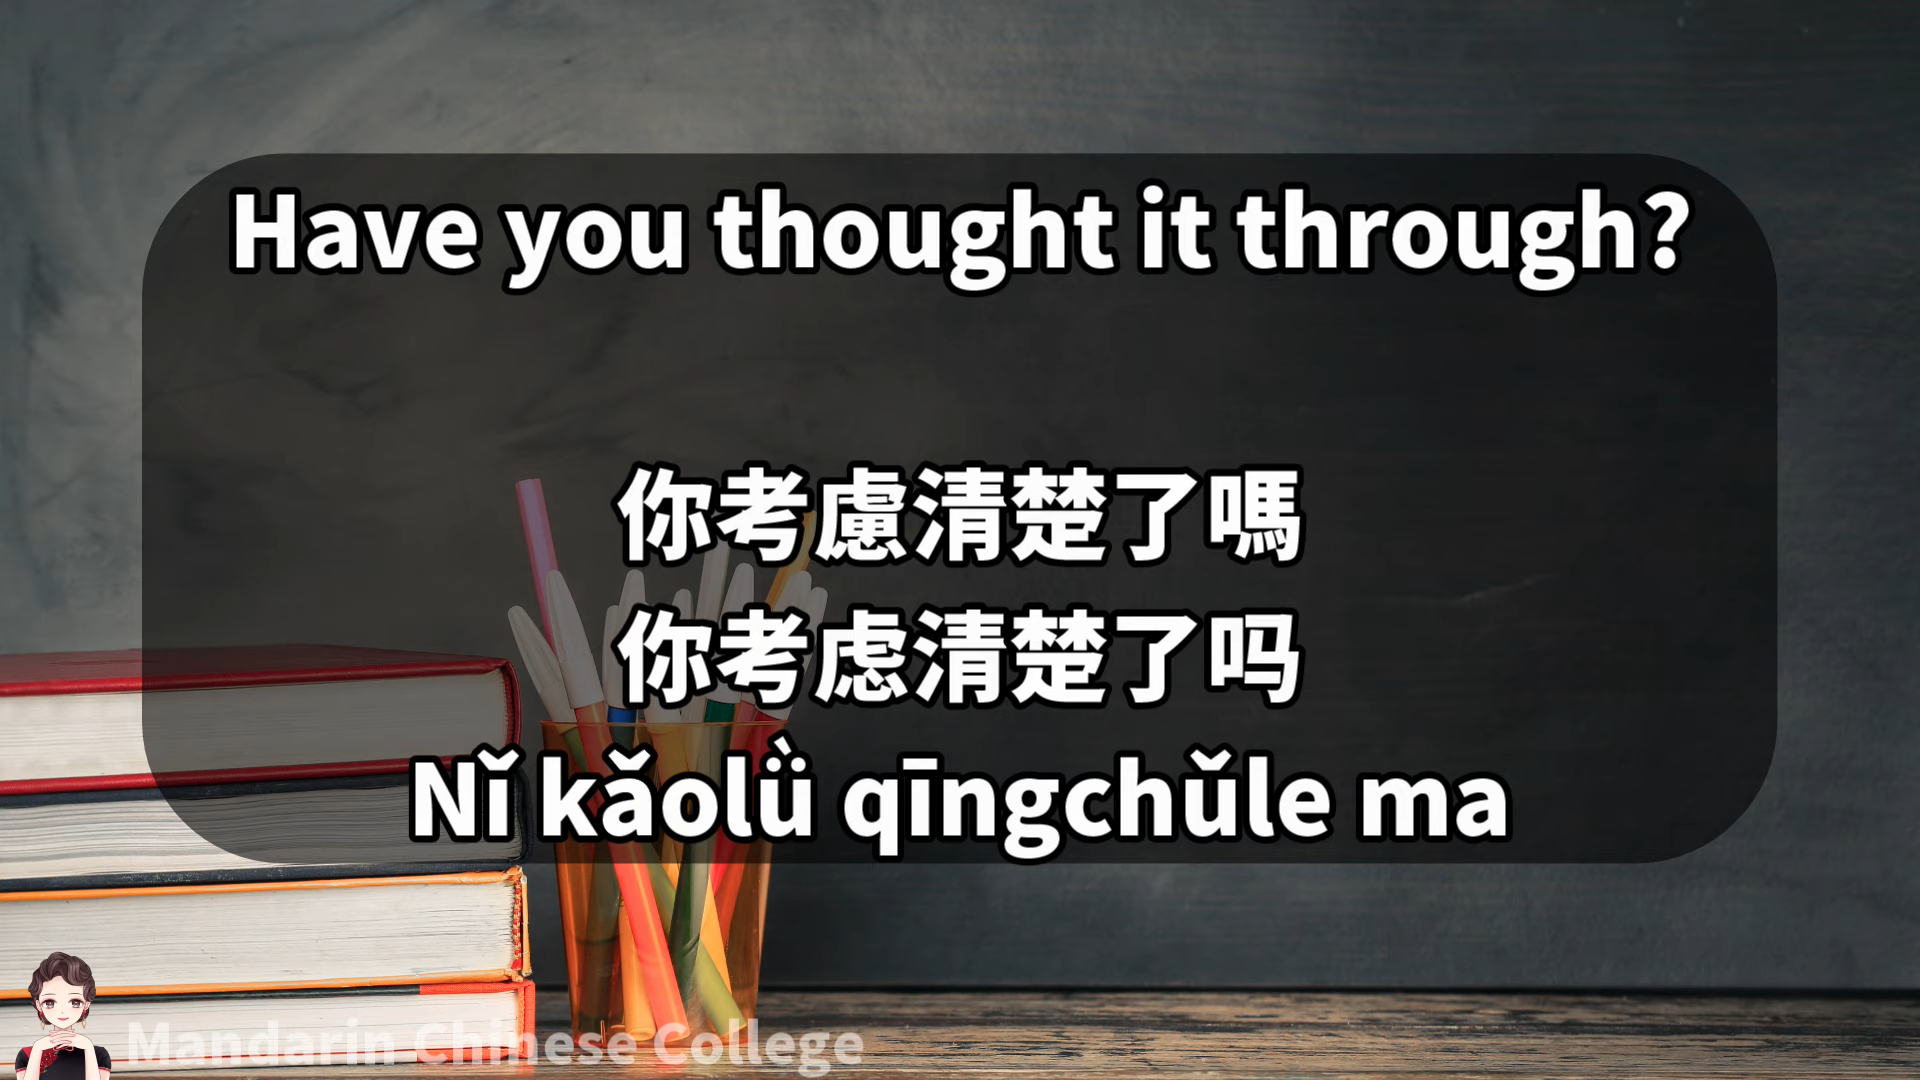 Have you thought it through?
你考慮清楚了嗎
你考虑清楚了吗
Nǐ kǎolǜ qīngchǔle ma
Mandarin Chinese College